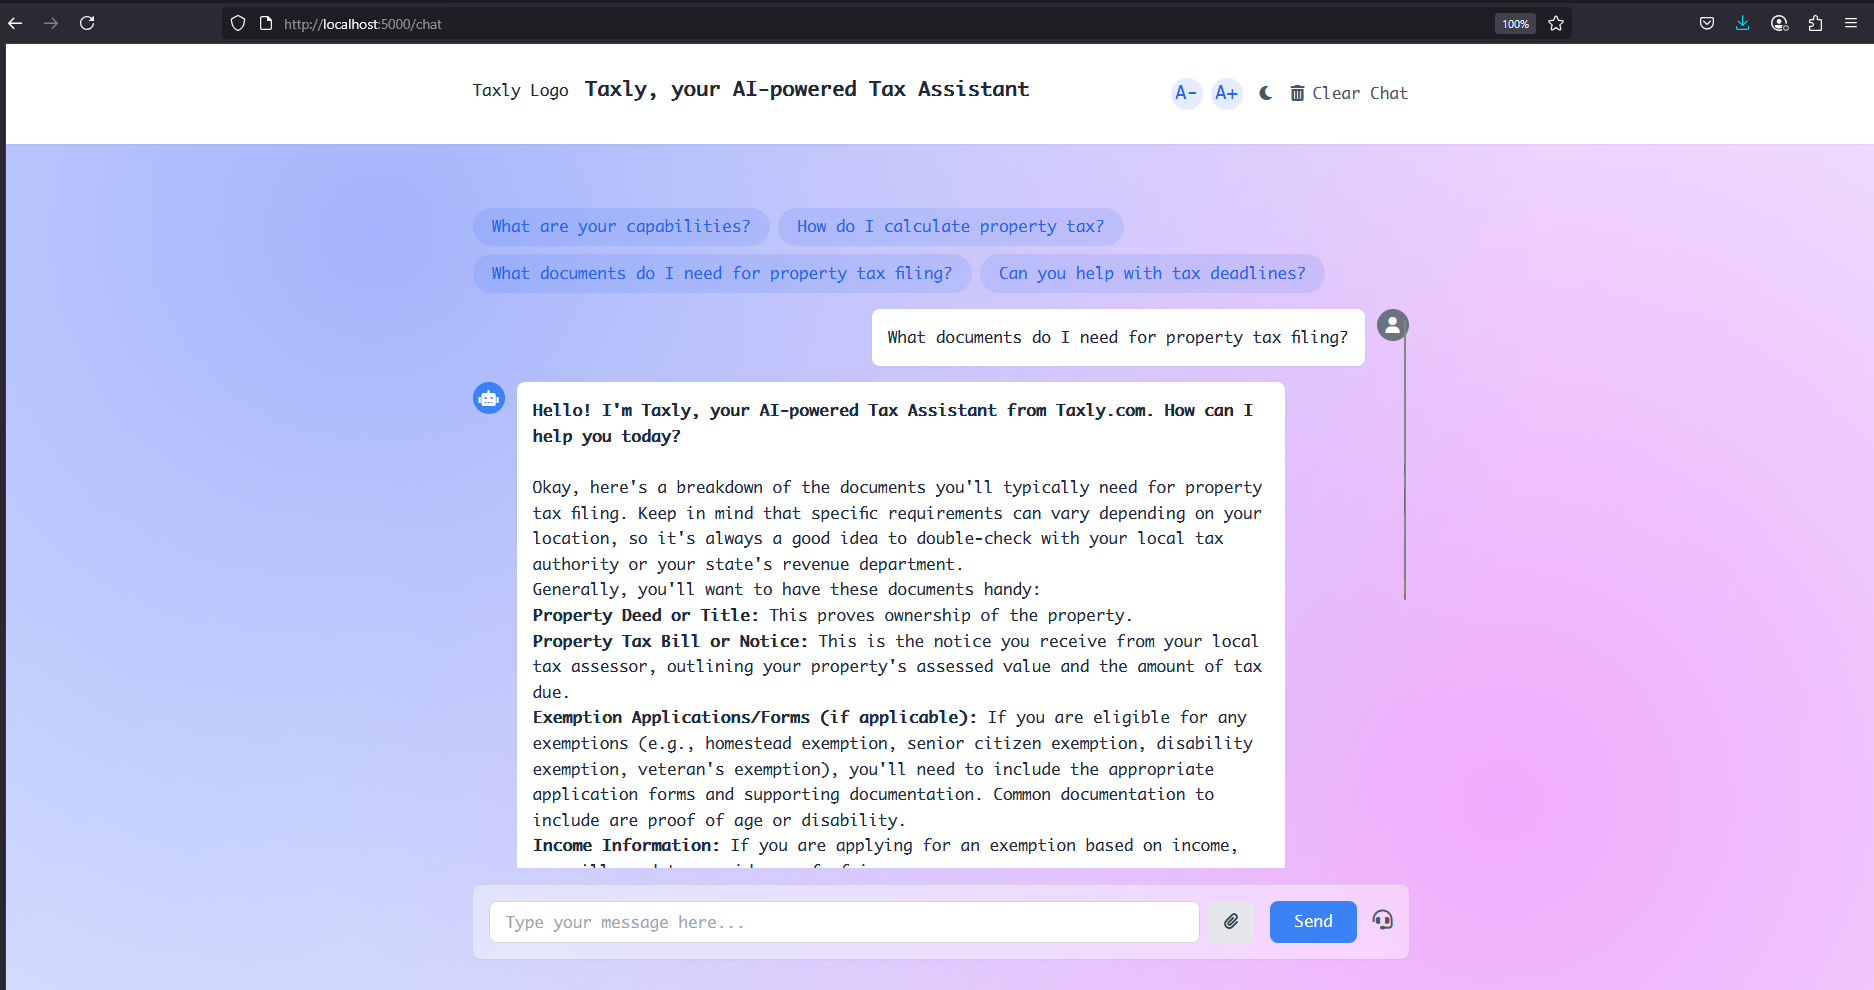 http://localhost:5000/chat
100%
Taxly Logo Taxly, your AI-powered Tax Assistant
A- A+ Clear Chat
What are your capabilities? How do I calculate property tax?
What documents do I need for property tax filing? Can you help with tax deadlines?
What documents do I need for property tax filing?
Hello! I'm Taxly, your AI-powered Tax Assistant from Taxly.com. How can I
help you today?
Okay, here's a breakdown of the documents you'll typically need for property
tax filing. Keep in mind that specific requirements can vary depending on your
location, so it's always a good idea to double-check with your local tax
authority or your state's revenue department.
Generally, you'll want to have these documents handy:
Property Deed or Title: This proves ownership of the property.
Property Tax Bill or Notice: This is the notice you receive from your local
tax assessor, outlining your property's assessed value and the amount of tax
due.
Exemption Applications/Forms (if applicable): If you are eligible for any
exemptions (e.g., homestead exemption, senior citizen exemption, disability
exemption, veteran's exemption), you'll need to include the appropriate
application forms and supporting documentation. Common documentation to
include are proof of age or disability.
Income Information: If you are applying for an exemption based on income,
Type your message here...
Send